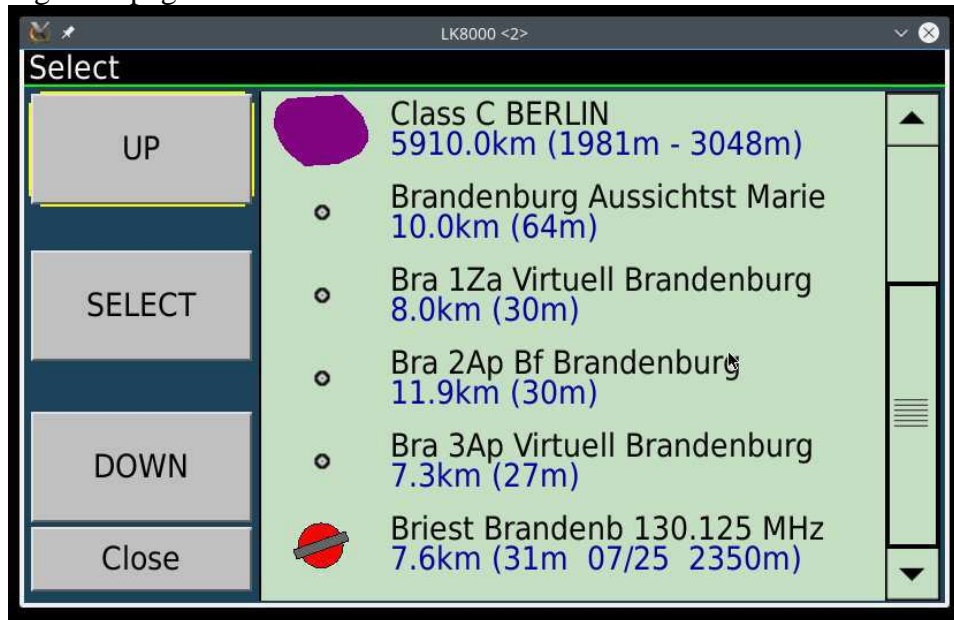 LK8000 <2>
Select
UP
SELECT
DOWN
Close
Class C BERLIN
5910.0km (1981m - 3048m)
Brandenburg Aussichtst Marie
10.0km (64m)
Bra 1Za Virtuell Brandenburg
8.0km (30m)
Bra 2Ap Bf Brandenburg
11.9km (30m)
Bra 3Ap Virtuell Brandenburg
7.3km (27m)
Briest Brandenb 130.125 MHz
7.6km (31m 07/25 2350m)